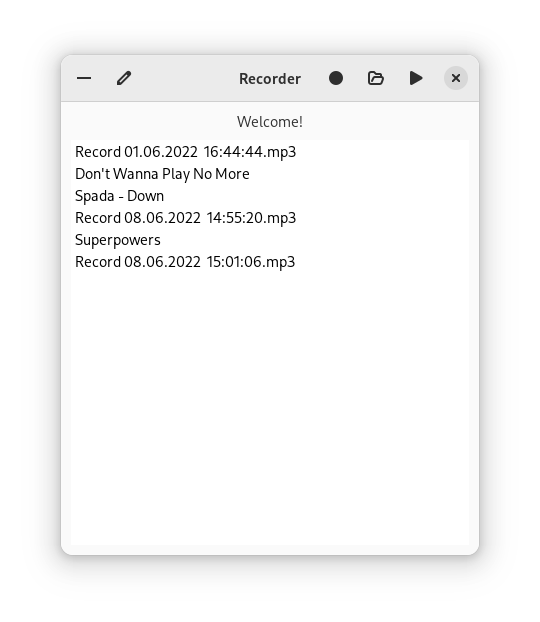 Recorder
Welcome!
Record 01.06.2022  16:44:44.mp3
Don't Wanna Play No More
Spada - Down
Record 08.06.2022  14:55:20.mp3
Superpowers
Record 08.06.2022  15:01:06.mp3